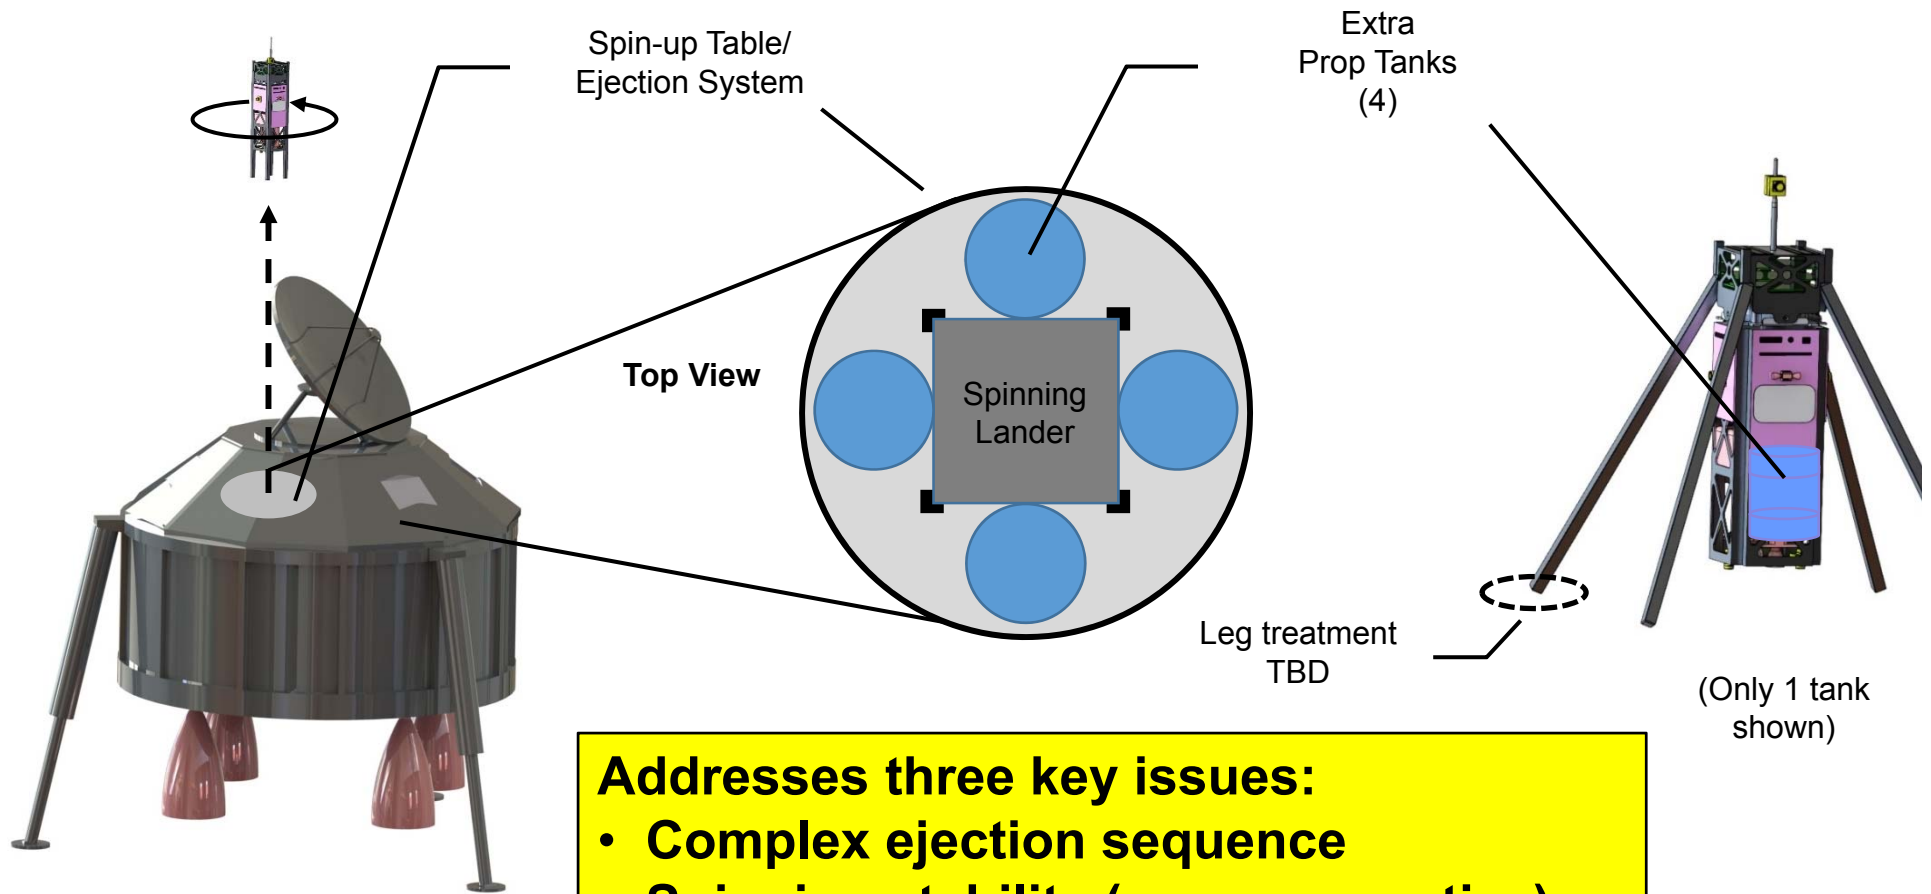 Spin-up Table/
Ejection System
Extra
Prop Tanks
(4)
Top View
Spinning
Lander
Leg treatment
TBD
(Only 1 tank
shown)
Addresses three key issues:
• Complex ejection sequence